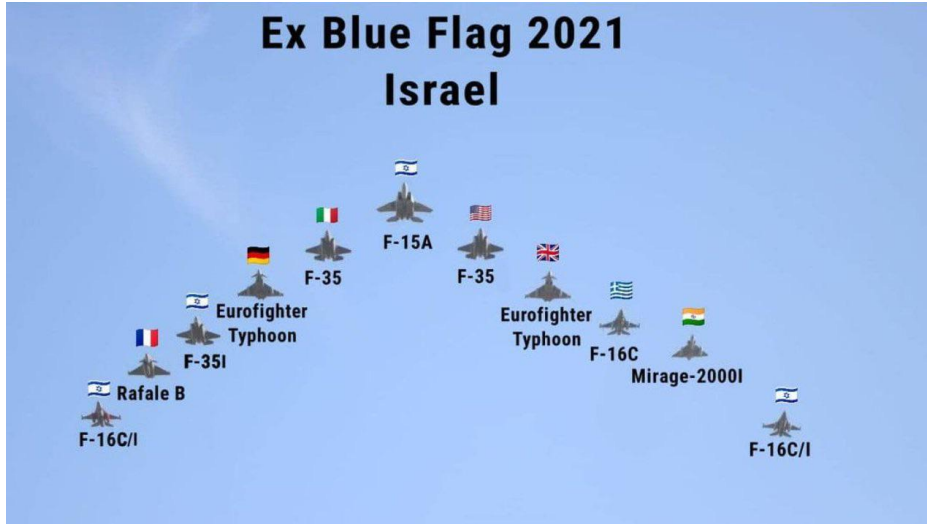 Ex Blue Flag 2021
Israel
F-15A
F-35
F-35
Eurofighter
Typhoon
Eurofighter
Typhoon
F-35I
F-16C
Rafale B
Mirage-2000I
F-16C/I
F-16C/I